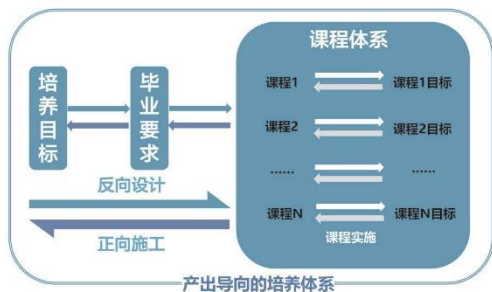 课程体系
培养目标
毕业要求
课程1
课程1目标
课程2
课程2目标
......
......
课程N
课程N目标
课程实施
反向设计
正向施工
产出导向的培养体系